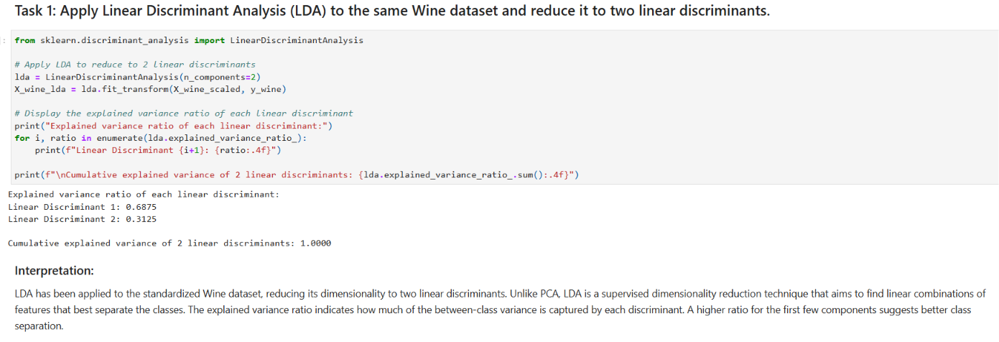 Task 1: Apply Linear Discriminant Analysis (LDA) to the same Wine dataset and reduce it to two linear discriminants.
:
from sklearn.discriminant_analysis import LinearDiscriminantAnalysis
# Apply LDA to reduce to 2 linear discriminants
lda = LinearDiscriminantAnalysis(n_components=2)
X_wine_lda = lda.fit_transform(X_wine_scaled, y_wine)
# Display the explained variance ratio of each linear discriminant
print("Explained variance ratio of each linear discriminant:")
for i, ratio in enumerate(lda.explained_variance_ratio_):
    print(f"Linear Discriminant {i+1}: {ratio:.4f}")
print(f"\nCumulative explained variance of 2 linear discriminants: {lda.explained_variance_ratio_.sum():.4f}")
Explained variance ratio of each linear discriminant:
Linear Discriminant 1: 0.6875
Linear Discriminant 2: 0.3125
Cumulative explained variance of 2 linear discriminants: 1.0000
Interpretation:
LDA has been applied to the standardized Wine dataset, reducing its dimensionality to two linear discriminants. Unlike PCA, LDA is a supervised dimensionality reduction technique that aims to find linear combinations of
features that best separate the classes. The explained variance ratio indicates how much of the between-class variance is captured by each discriminant. A higher ratio for the first few components suggests better class
separation.